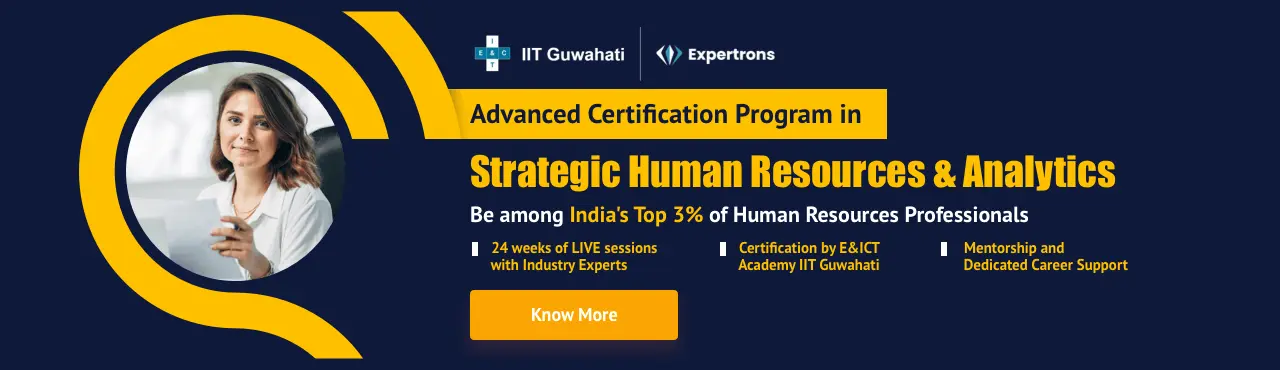 I
E & C
T
IIT Guwahati
Expertrons
Advanced Certification Program in
Strategic Human Resources & Analytics
Be among India's Top 3% of Human Resources Professionals
24 weeks of LIVE sessions
with Industry Experts
Certification by E&ICT
Academy IIT Guwahati
Mentorship and
Dedicated Career Support
Know More